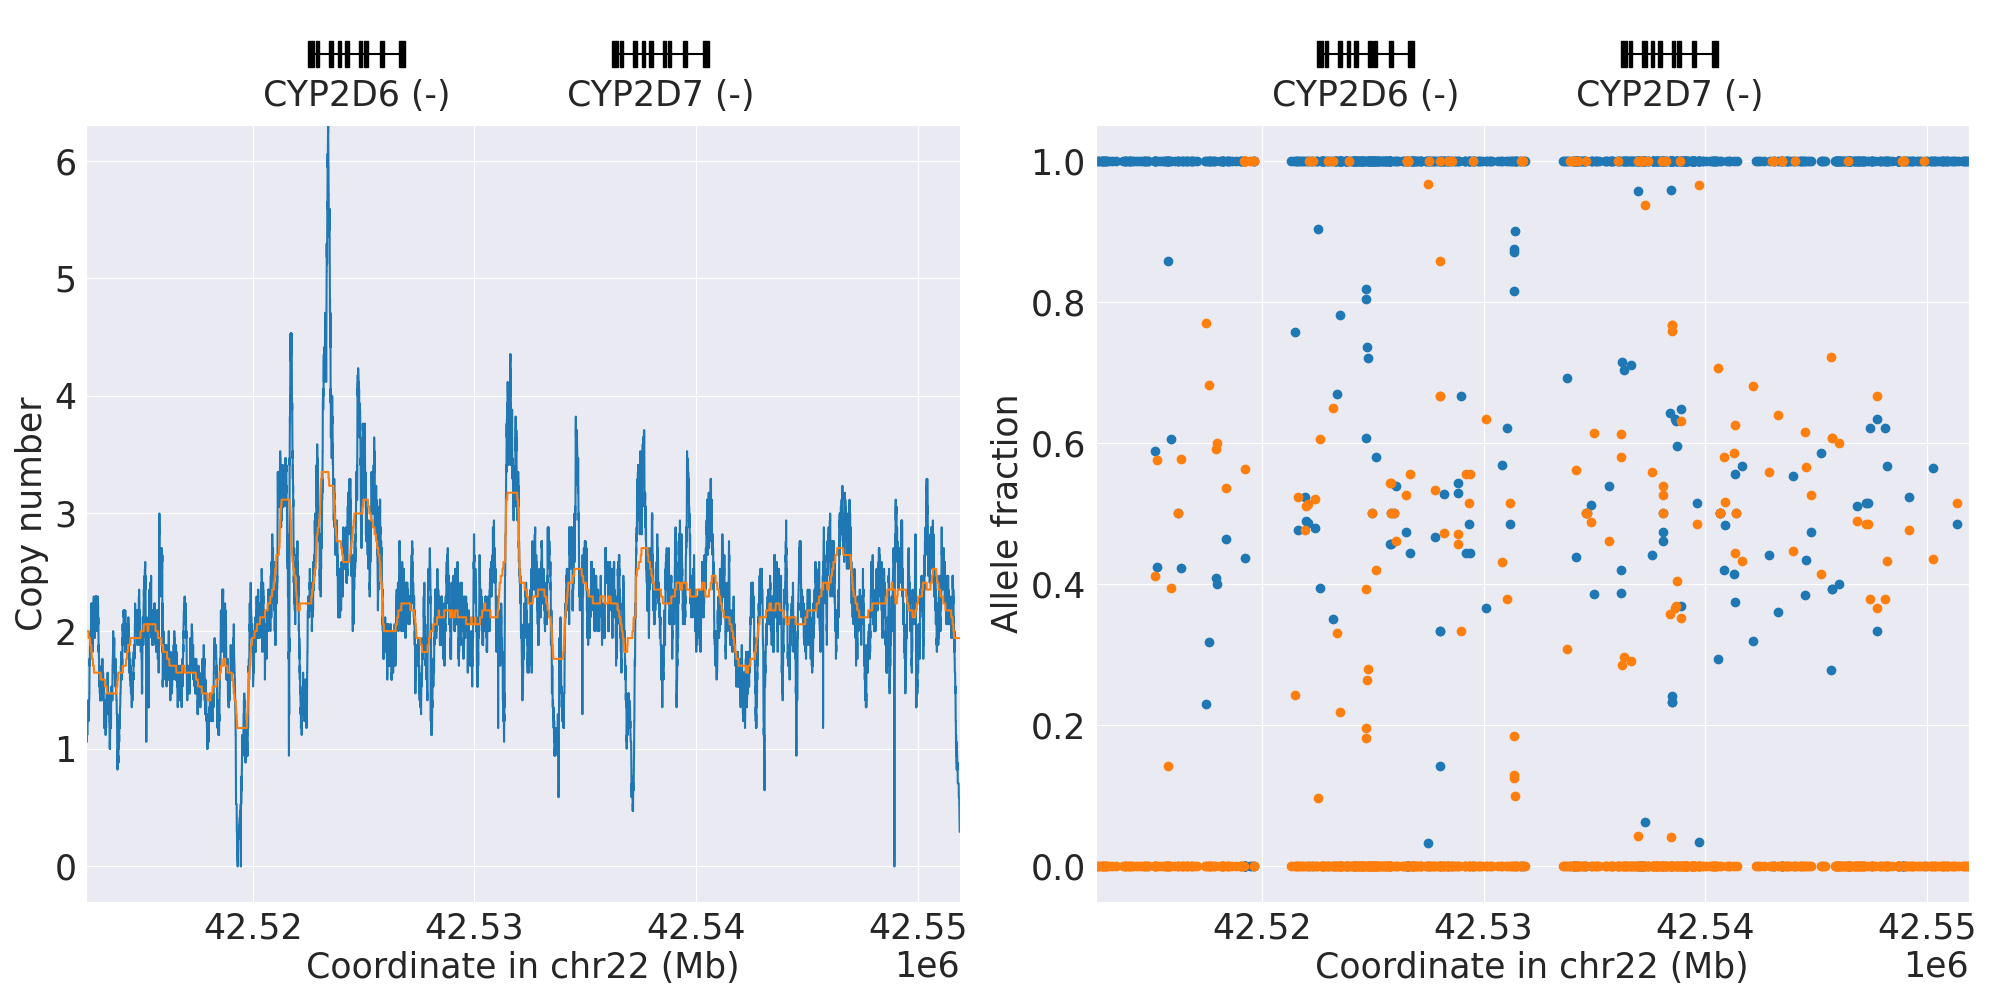 CYP2D6 (-) CYP2D7 (-)
6
5
4
3
2
1
0
Copy number
42.52 42.53 42.54 42.55
Coordinate in chr22 (Mb) 1e6
CYP2D6 (-) CYP2D7 (-)
1.0
0.8
0.6
0.4
0.2
0.0
Allele fraction
42.52 42.53 42.54 42.55
Coordinate in chr22 (Mb) 1e6